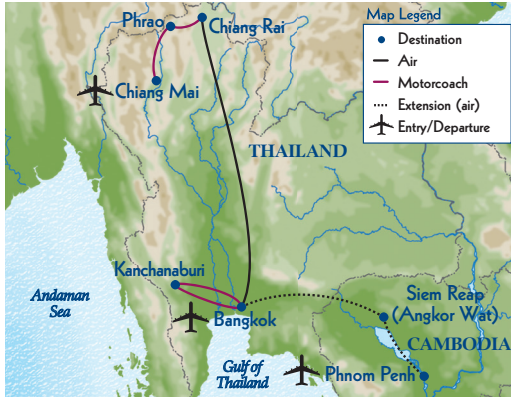 Phrao
Chiang Rai
Chiang Mai
Map Legend
Destination
Air
Motorcoach
Extension (air)
Entry/Departure
THAILAND
Kanchanaburi
Andaman
Sea
Bangkok
Siem Reap
(Angkor Wat)
CAMBODIA
Gulf of
Thailand
Phnom Penh